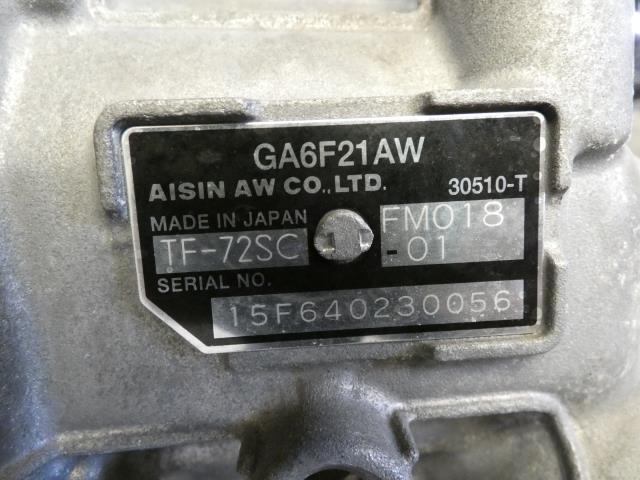 GA6F21AW
AISIN AW CO.,LTD. 30510-T
MADE IN JAPAN FM018
TF-72SC -01
SERIAL NO.
15F640230056